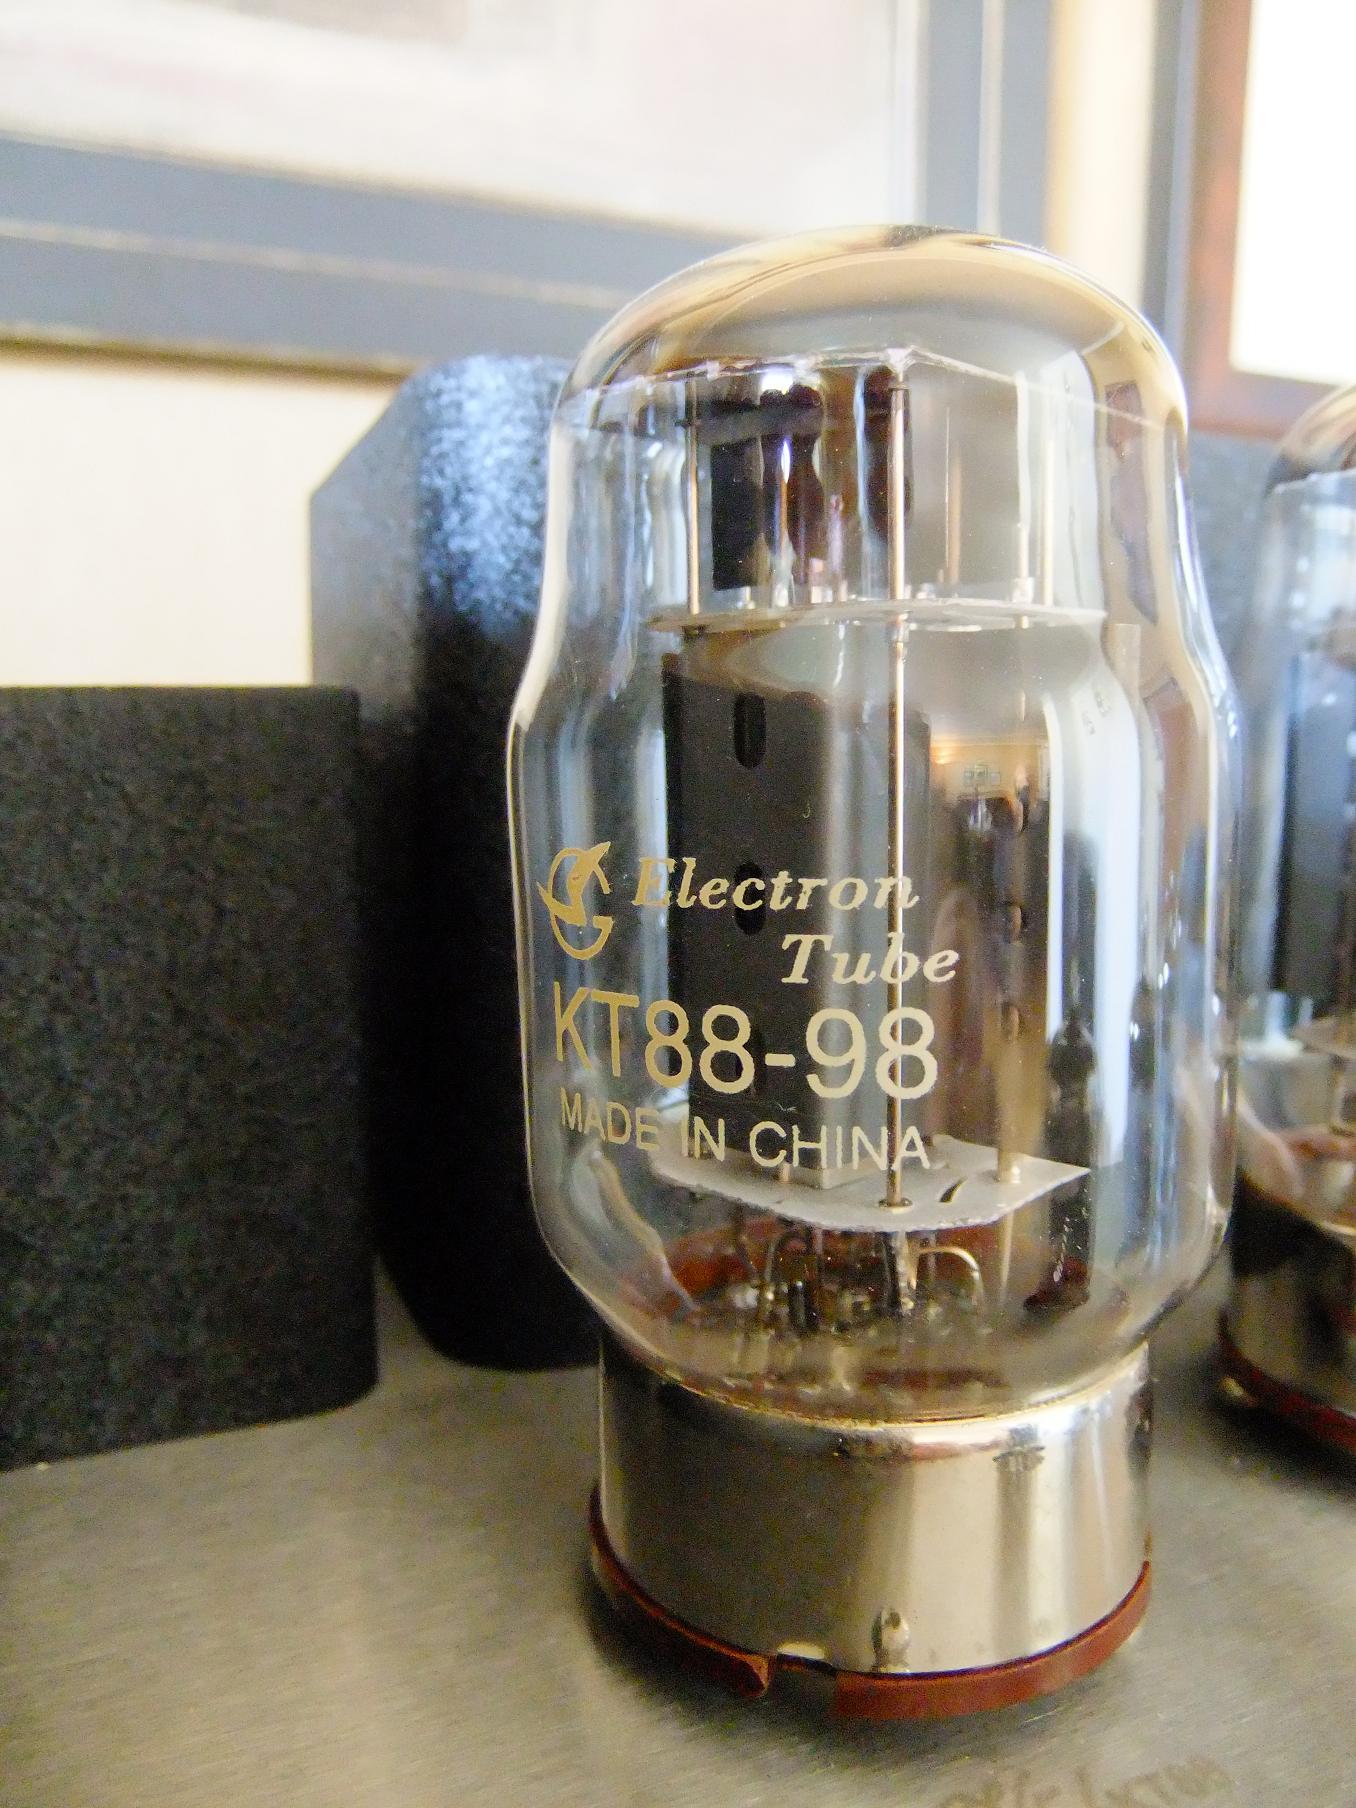 Electron
Tube
KT88-98
MADE IN CHINA